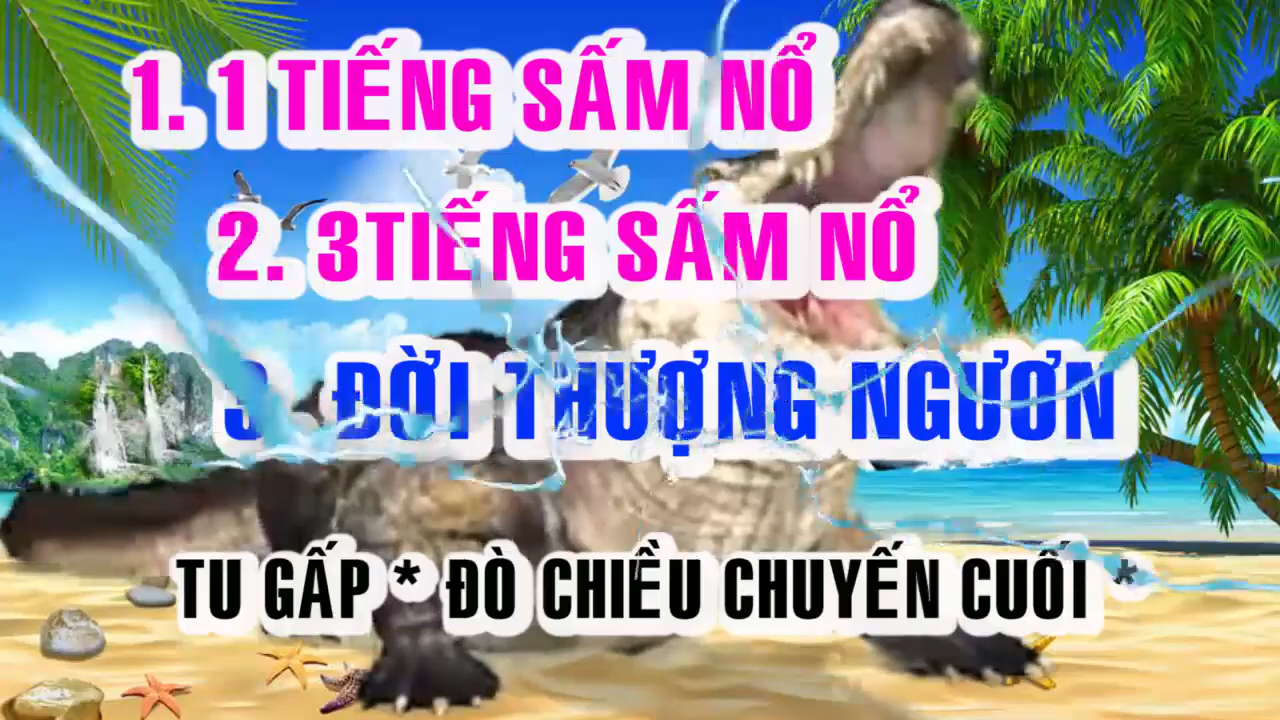 1. 1 TIẾNG SẤM NỔ
2. 3TIẾNG SẤM NỔ
3. ĐỜI THƯỢNG NGƯƠN
TU GẤP * ĐÒ CHIỀU CHUYẾN CUỐI *